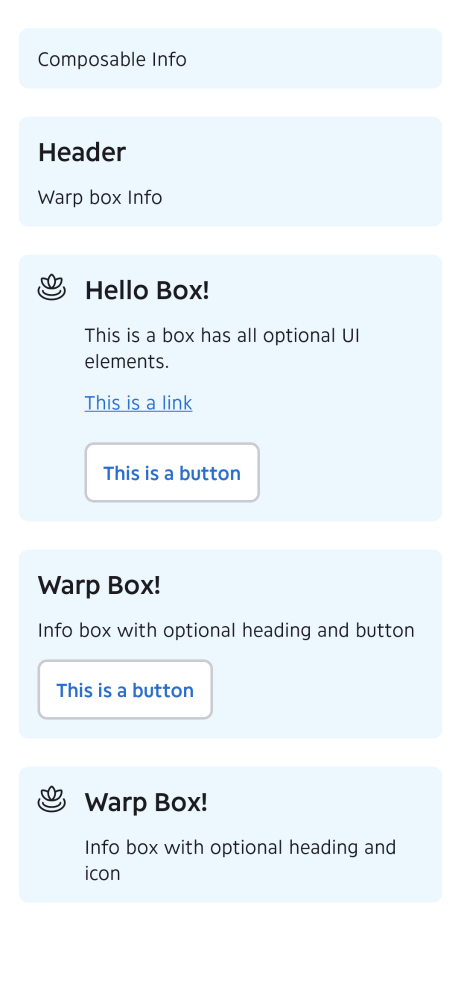 Composable Info
Header
Warp box Info
Hello Box!
This is a box has all optional UI
elements.
This is a link
This is a button
Warp Box!
Info box with optional heading and button
This is a button
Warp Box!
Info box with optional heading and
icon